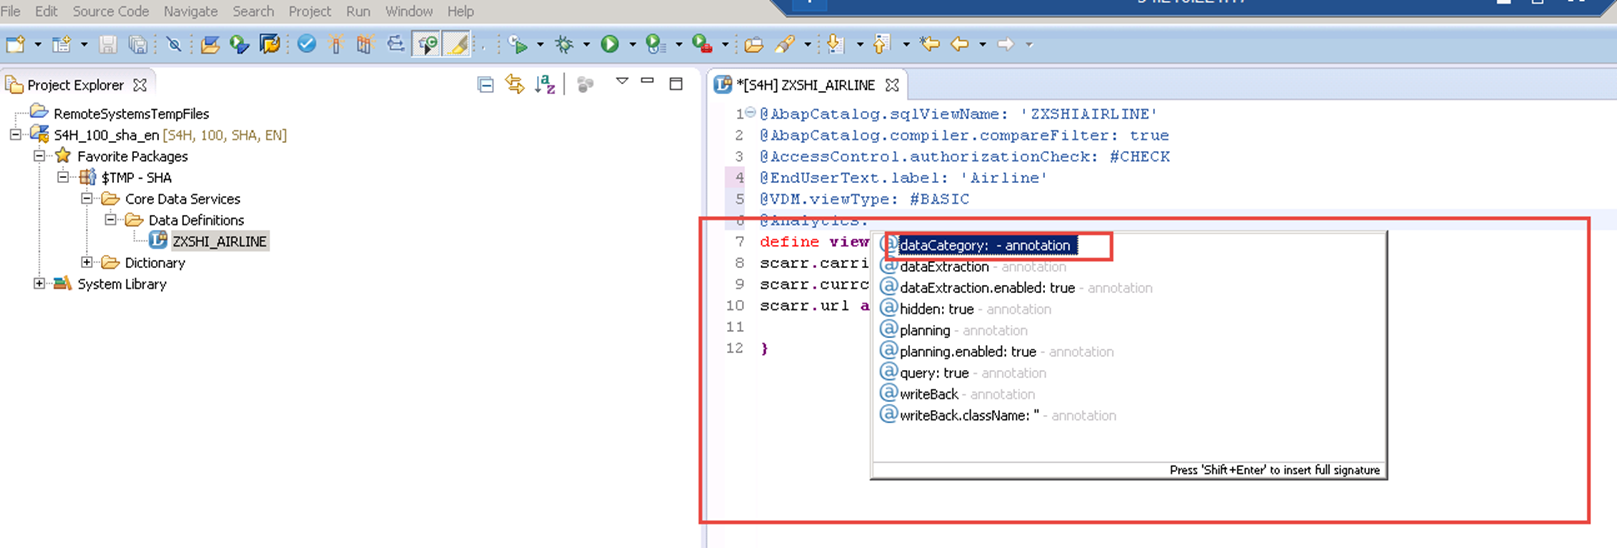 File Edit Source Code Navigate Search Project Run Window Help
Project Explorer
RemoteSystemsTempFiles
S4H_100_sha_en [S4H, 100, SHA, EN]
Favorite Packages
$TMP - SHA
Core Data Services
Data Definitions
ZXSHI_AIRLINE
Dictionary
System Library
*[S4H] ZXSHI_AIRLINE
1 @AbapCatalog.sqlViewName: 'ZXSHIAIRLINE'
2 @AbapCatalog.compiler.compareFilter: true
3 @AccessControl.authorizationCheck: #CHECK
4 @EndUserText.label: 'Airline'
5 @VDM.viewType: #BASIC
6 @Analytics.
7 define view
8 scarr.carri
9 scarr.currc
10 scarr.url a
11
12 }
@dataCategory: - annotation
@dataExtraction - annotation
@dataExtraction.enabled: true - annotation
@hidden: true - annotation
@planning - annotation
@planning.enabled: true - annotation
@query: true - annotation
@writeBack - annotation
@writeBack.className: '' - annotation
Press 'Shift+Enter' to insert full signature